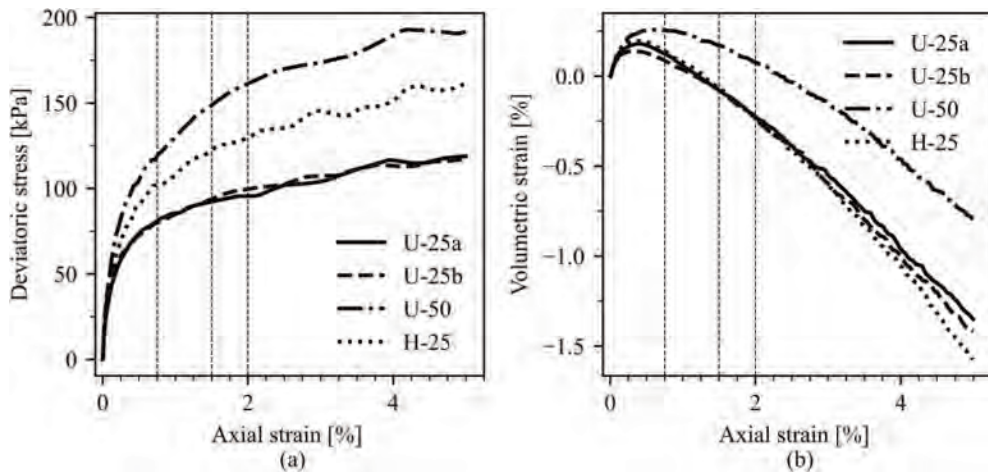 200
150
100
50
0
Deviatoric stress [kPa]
U-25a
U-25b
U-50
H-25
0
2
4
Axial strain [%]
(a)
0.0
−0.5
−1.0
−1.5
Volumetric strain [%]
U-25a
U-25b
U-50
H-25
0
2
4
Axial strain [%]
(b)